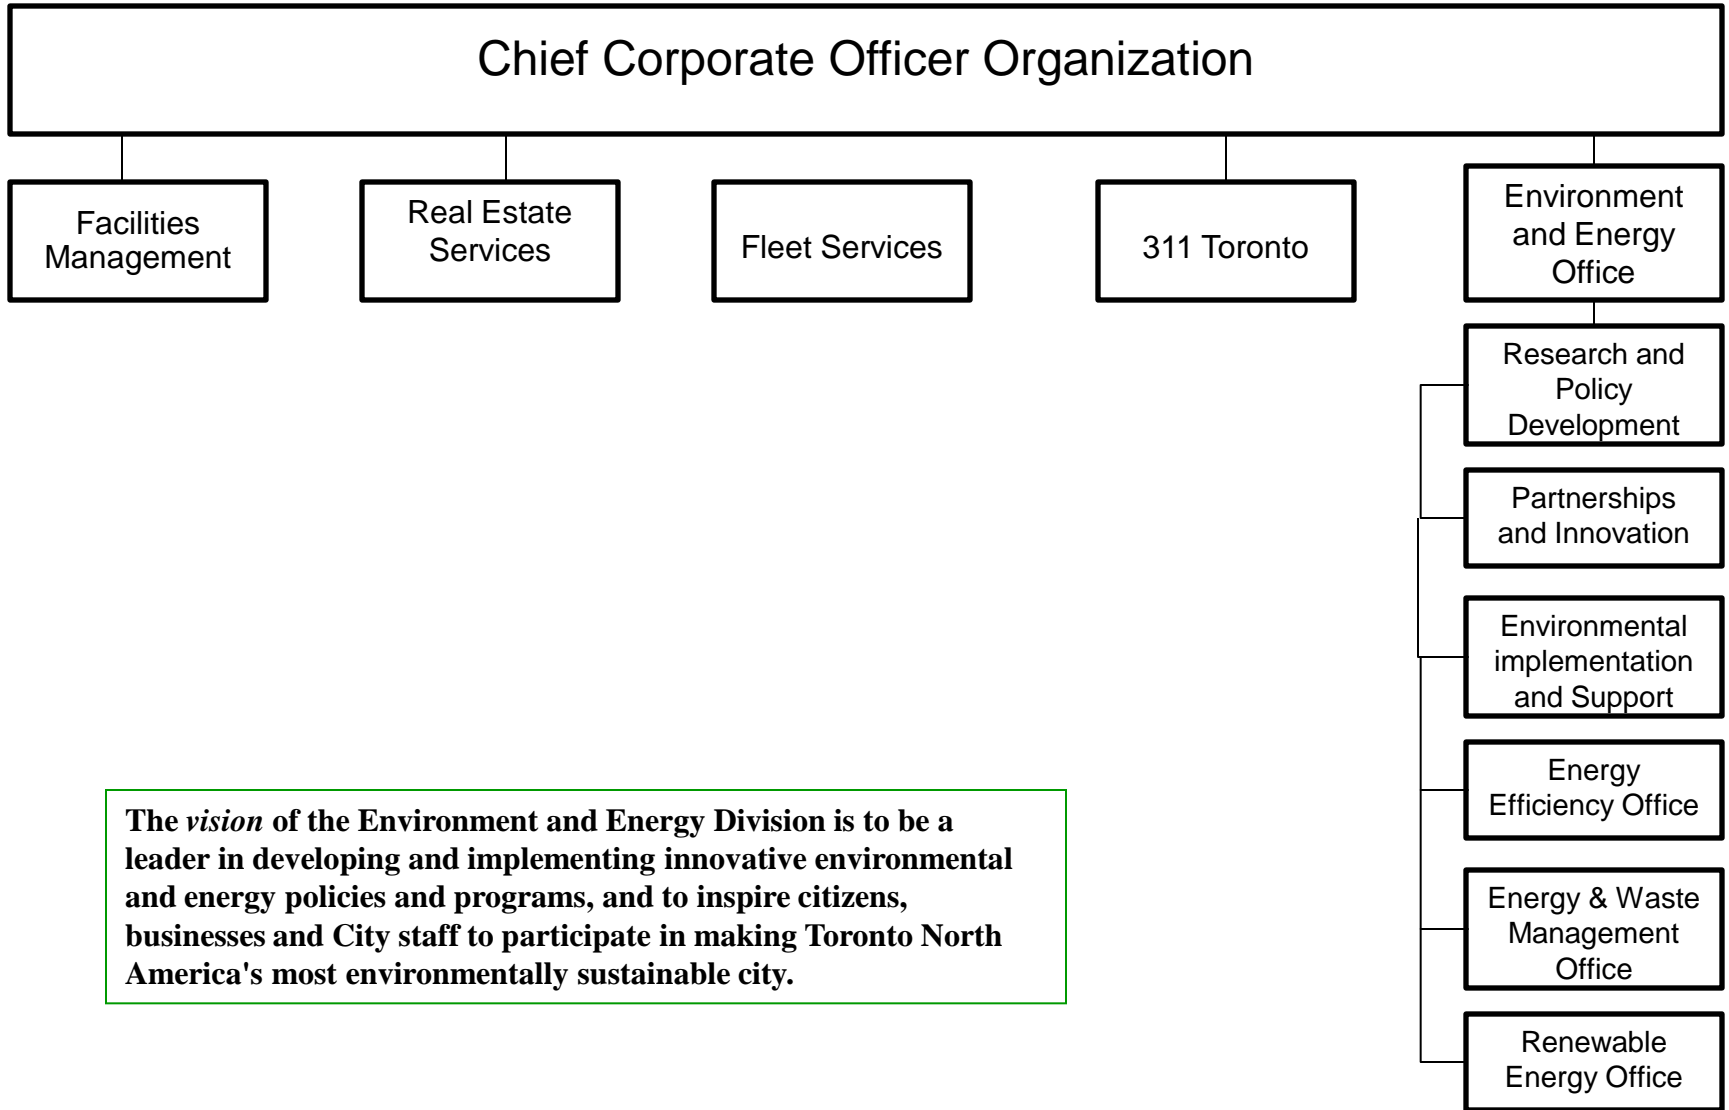 Chief Corporate Officer Organization
Facilities
Management
Real Estate
Services
Fleet Services
311 Toronto
Environment
and Energy
Office
Research and
Policy
Development
Partnerships
and Innovation
Environmental
implementation
and Support
Energy
Efficiency Office
Energy & Waste
Management
Office
Renewable
Energy Office
The vision of the Environment and Energy Division is to be a
leader in developing and implementing innovative environmental
and energy policies and programs, and to inspire citizens,
businesses and City staff to participate in making Toronto North
America's most environmentally sustainable city.